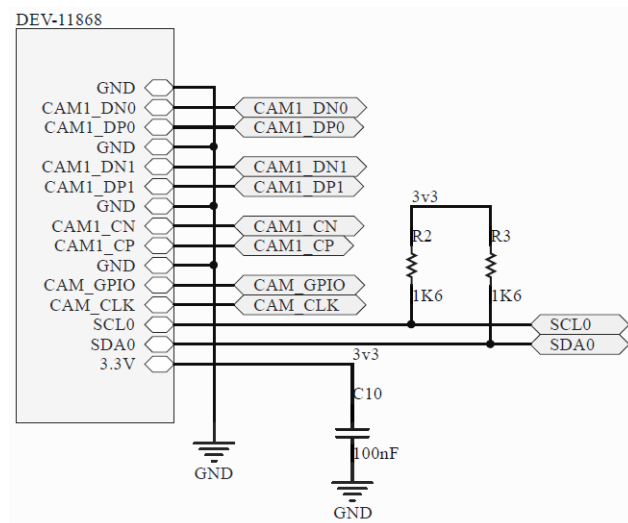 DEV-11868
GND
CAM1_DN0 CAM1_DN0
CAM1_DP0 CAM1_DP0
GND
CAM1_DN1 CAM1_DN1
CAM1_DP1 CAM1_DP1
3v3
GND
CAM1_CN CAM1_CN
R2 R3
CAM1_CP CAM1_CP
GND
CAM_GPIO CAM_GPIO
1K6 1K6
CAM_CLK CAM_CLK
SCL0 SCL0
SDA0 SDA0
3v3
3.3V
C10
100nF
GND
GND